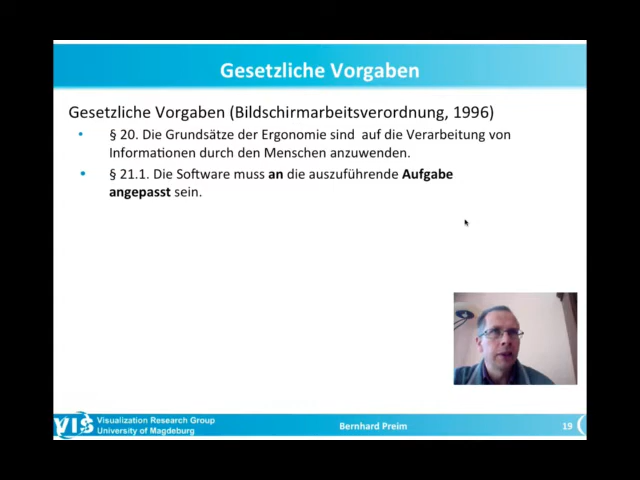 Gesetzliche Vorgaben
Gesetzliche Vorgaben (Bildschirmarbeitsverordnung, 1996)
• § 20. Die Grundsätze der Ergonomie sind auf die Verarbeitung von
Informationen durch den Menschen anzuwenden.
• § 21.1. Die Software muss an die auszuführende Aufgabe
angepasst sein.
VIS
Visualization Research Group
University of Magdeburg
Bernhard Preim
19